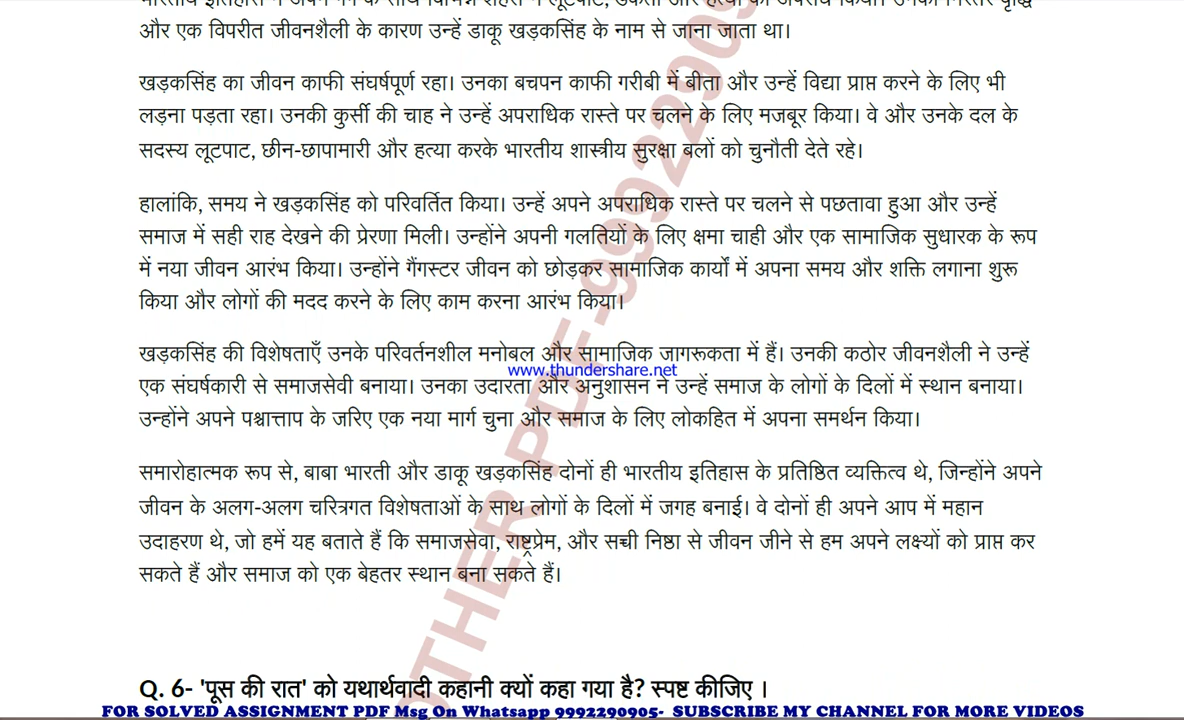 और एक विपरीत जीवनशैली के कारण उन्हें डाकू खड़कसिंह के नाम से जाना जाता था।
खड़कसिंह का जीवन काफी संघर्षपूर्ण रहा। उनका बचपन काफी गरीबी में बीता और उन्हें विद्या प्राप्त करने के लिए भी
लड़ना पड़ता रहा। उनकी कुर्सी की चाह ने उन्हें अपराधिक रास्ते पर चलने के लिए मजबूर किया। वे और उनके दल के
सदस्य लूटपाट, छीन-छापामारी और हत्या करके भारतीय शास्त्रीय सुरक्षा बलों को चुनौती देते रहे।
हालांकि, समय ने खड़कसिंह को परिवर्तित किया। उन्हें अपने अपराधिक रास्ते पर चलने से पछतावा हुआ और उन्हें
समाज में सही राह देखने की प्रेरणा मिली। उन्होंने अपनी गलतियों के लिए क्षमा चाही और एक सामाजिक सुधारक के रूप
में नया जीवन आरंभ किया। उन्होंने गैंगस्टर जीवन को छोड़कर सामाजिक कार्यों में अपना समय और शक्ति लगाना शुरू
किया और लोगों की मदद करने के लिए काम करना आरंभ किया।
खड़कसिंह की विशेषताएँ उनके परिवर्तनशील मनोबल और सामाजिक जागरूकता में हैं। उनकी कठोर जीवनशैली ने उन्हें
www.thundershare.net
एक संघर्षकारी से समाजसेवी बनाया। उनका उदारता और अनुशासन ने उन्हें समाज के लोगों के दिलों में स्थान बनाया।
उन्होंने अपने पश्चात्ताप के जरिए एक नया मार्ग चुना और समाज के लिए लोकहित में अपना समर्थन किया।
समारोहात्मक रूप से, बाबा भारती और डाकू खड़कसिंह दोनों ही भारतीय इतिहास के प्रतिष्ठित व्यक्तित्व थे, जिन्होंने अपने
जीवन के अलग-अलग चरित्रगत विशेषताओं के साथ लोगों के दिलों में जगह बनाई। वे दोनों ही अपने आप में महान
उदाहरण थे, जो हमें यह बताते हैं कि समाजसेवा, राष्ट्रप्रेम, और सच्ची निष्ठा से जीवन जीने से हम अपने लक्ष्यों को प्राप्त कर
सकते हैं और समाज को एक बेहतर स्थान बना सकते हैं।
OTHER PDF-999229090
Q. 6- 'पूस की रात' को यथार्थवादी कहानी क्यों कहा गया है? स्पष्ट कीजिए ।
FOR SOLVED ASSIGNMENT PDF Msg On Whatsapp 9992290905- SUBSCRIBE MY CHANNEL FOR MORE VIDEOS